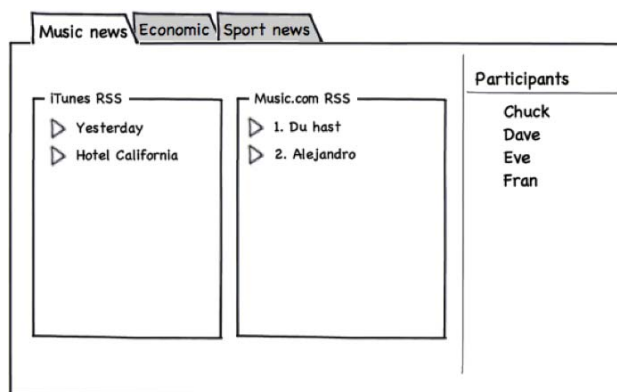 Music news
Economic
Sport news
iTunes RSS
Yesterday
Hotel California
Music.com RSS
1. Du hast
2. Alejandro
Participants
Chuck
Dave
Eve
Fran